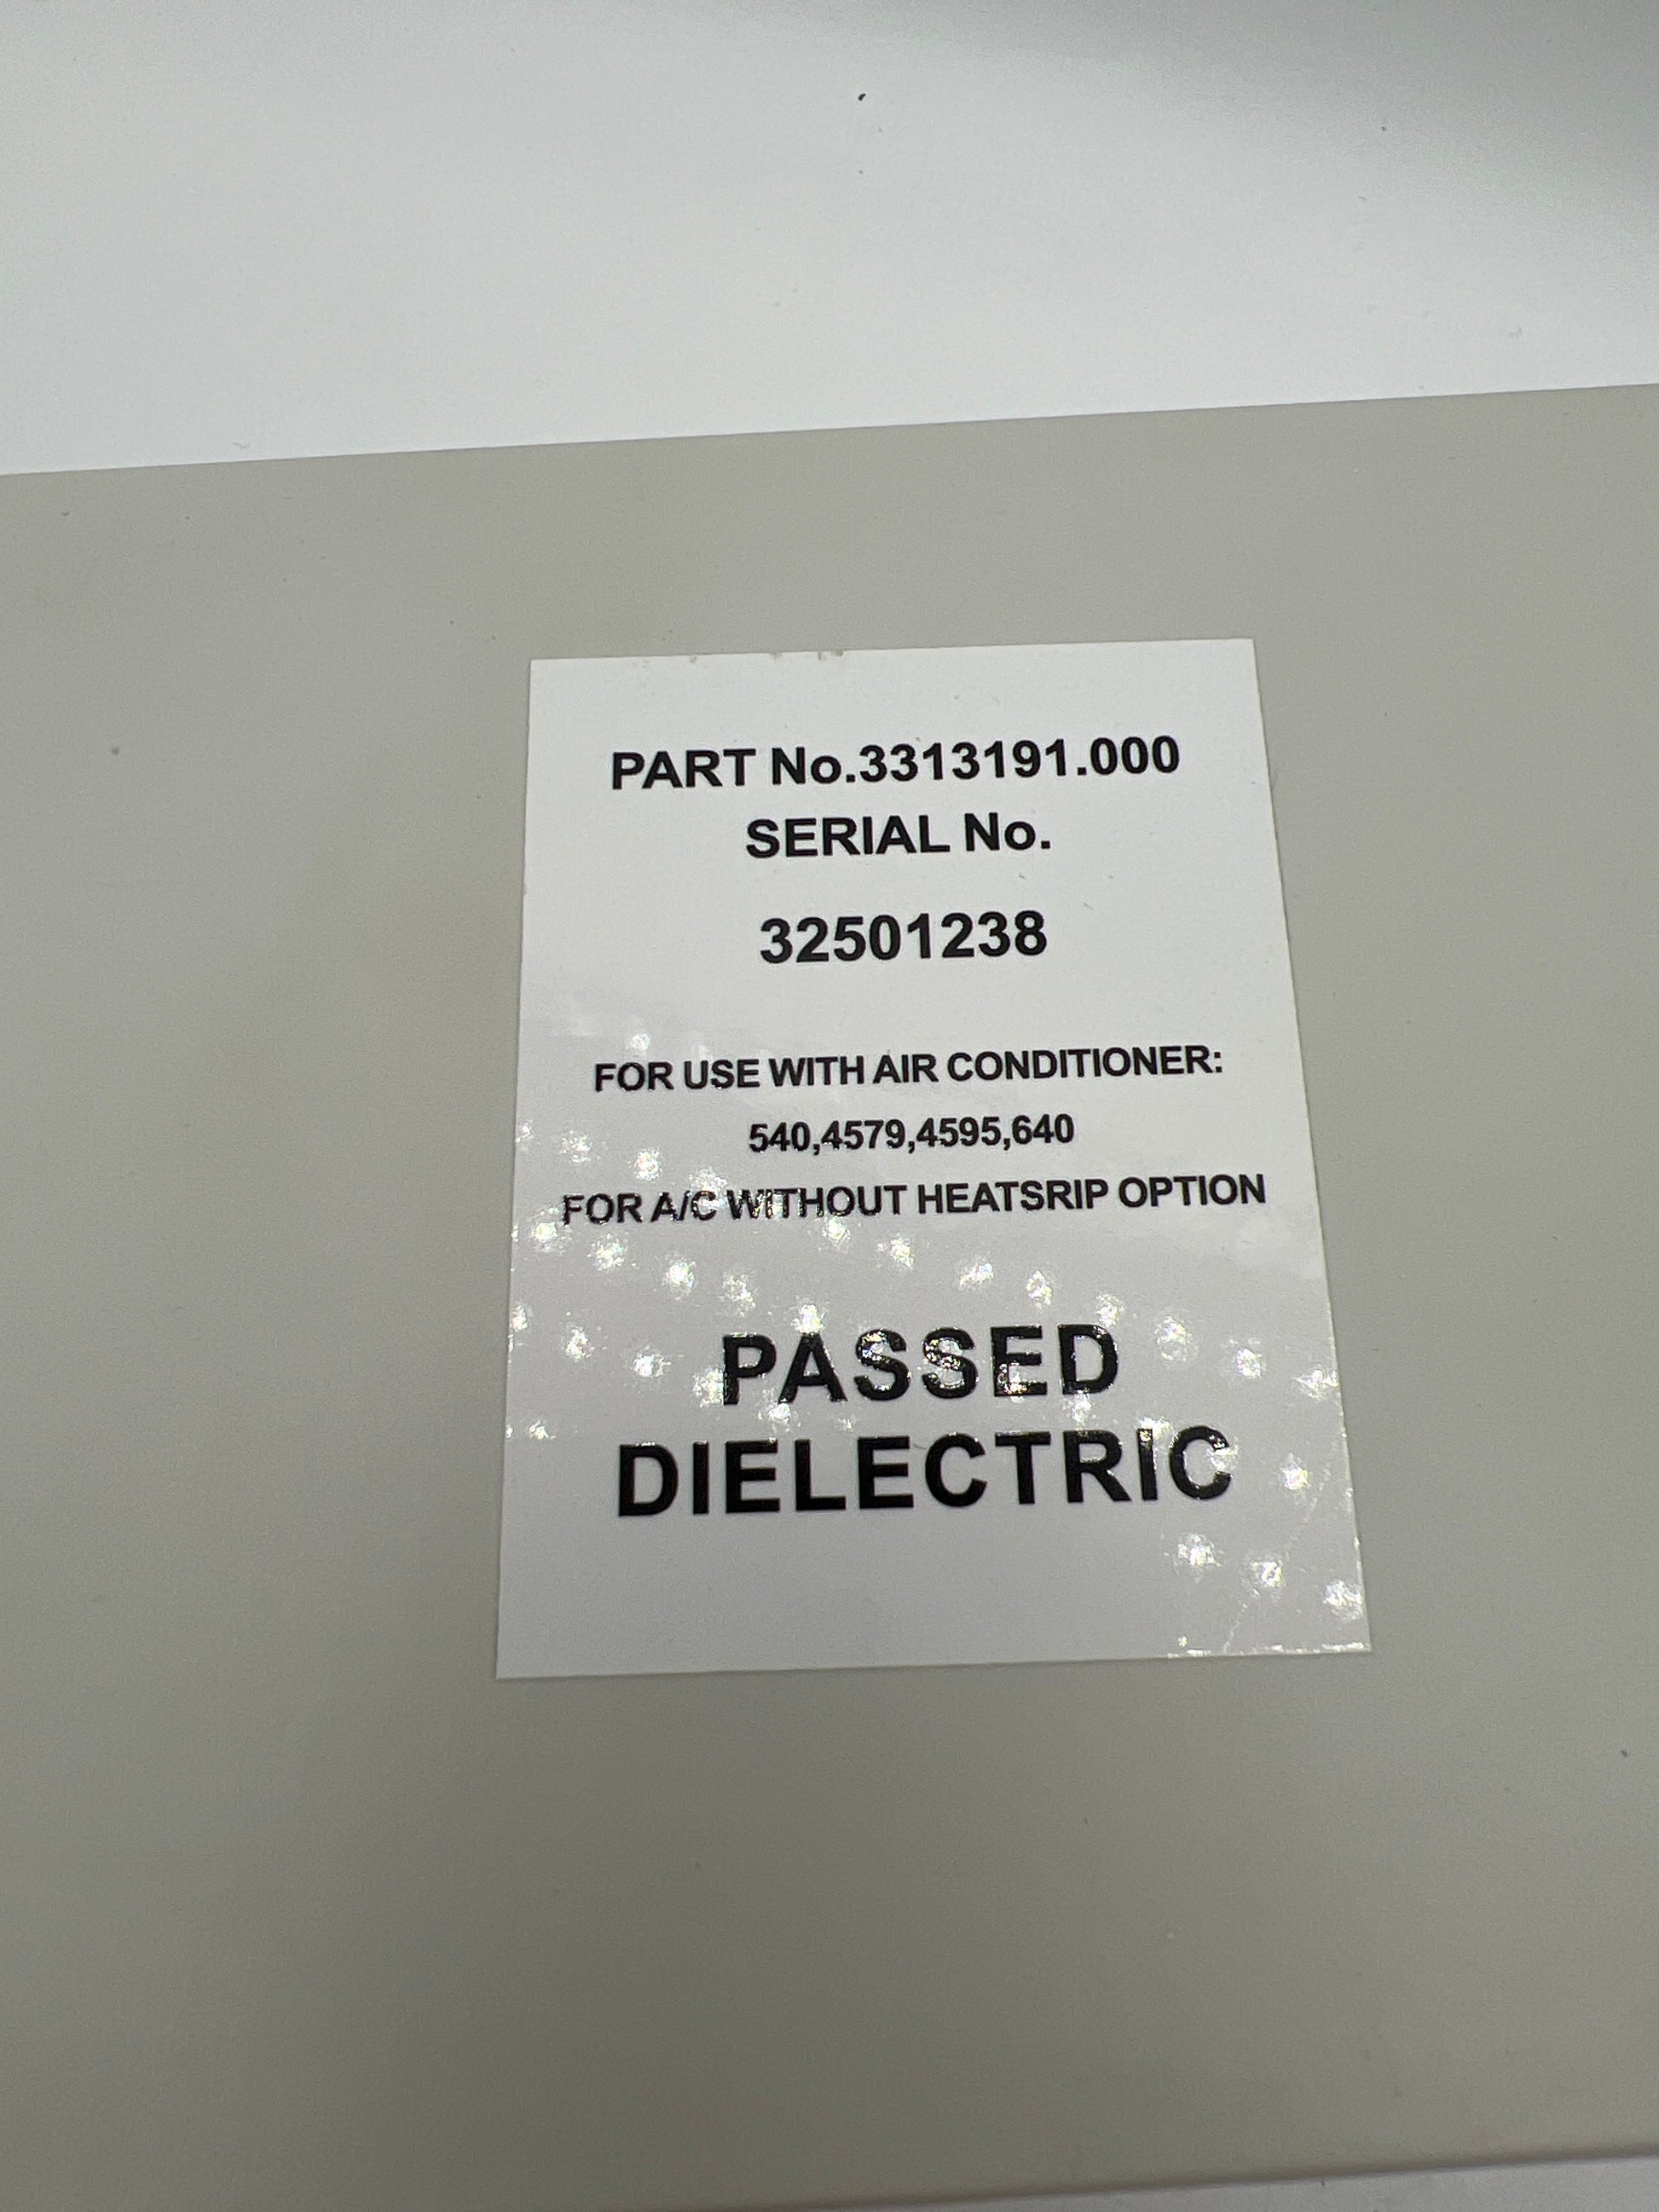 PART No.3313191.000
SERIAL No.
32501238
FOR USE WITH AIR CONDITIONER:
540,4579,4595,640
FOR A/C WITHOUT HEATSRIP OPTION
PASSED
DIELECTRIC